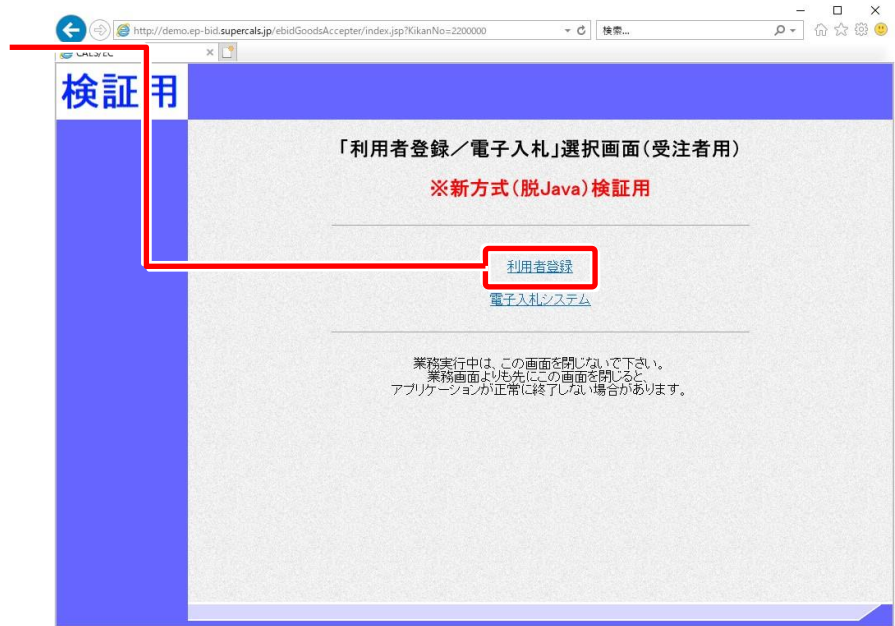 http://demo.ep-bid.supercals.jp/ebidGoodsAccepter/index.jsp?KikanNo=2200000
検索...
CALS/EC
検証用
「利用者登録／電子入札」選択画面（受注者用）
※新方式（脱Java）検証用
利用者登録
電子入札システム
業務実行中は、この画面を閉じないで下さい。
業務画面よりも先にこの画面を閉じると、
アプリケーションが正常に終了しない場合があります。